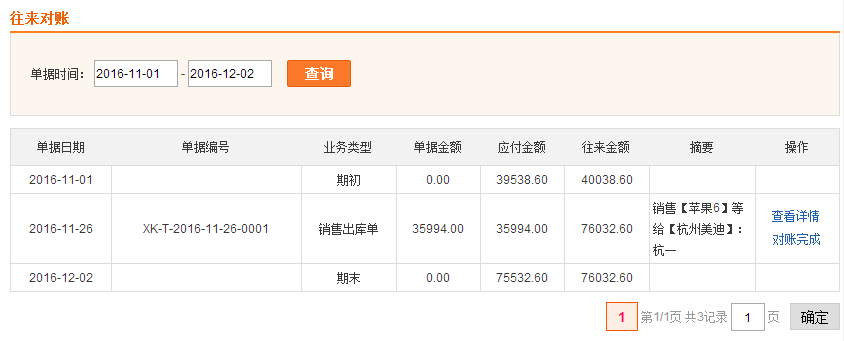 往来对账
单据时间： 2016-11-01 - 2016-12-02 查询
单据日期 单据编号 业务类型 单据金额 应付金额 往来金额 摘要 操作
2016-11-01 期初 0.00 39538.60 40038.60
2016-11-26 XK-T-2016-11-26-0001 销售出库单 35994.00 35994.00 76032.60
销售【苹果6】等
给【杭州美迪】：
杭一
查看详情
对账完成
2016-12-02 期末 0.00 75532.60 76032.60
1 第1/1页 共3记录 1 页 确定